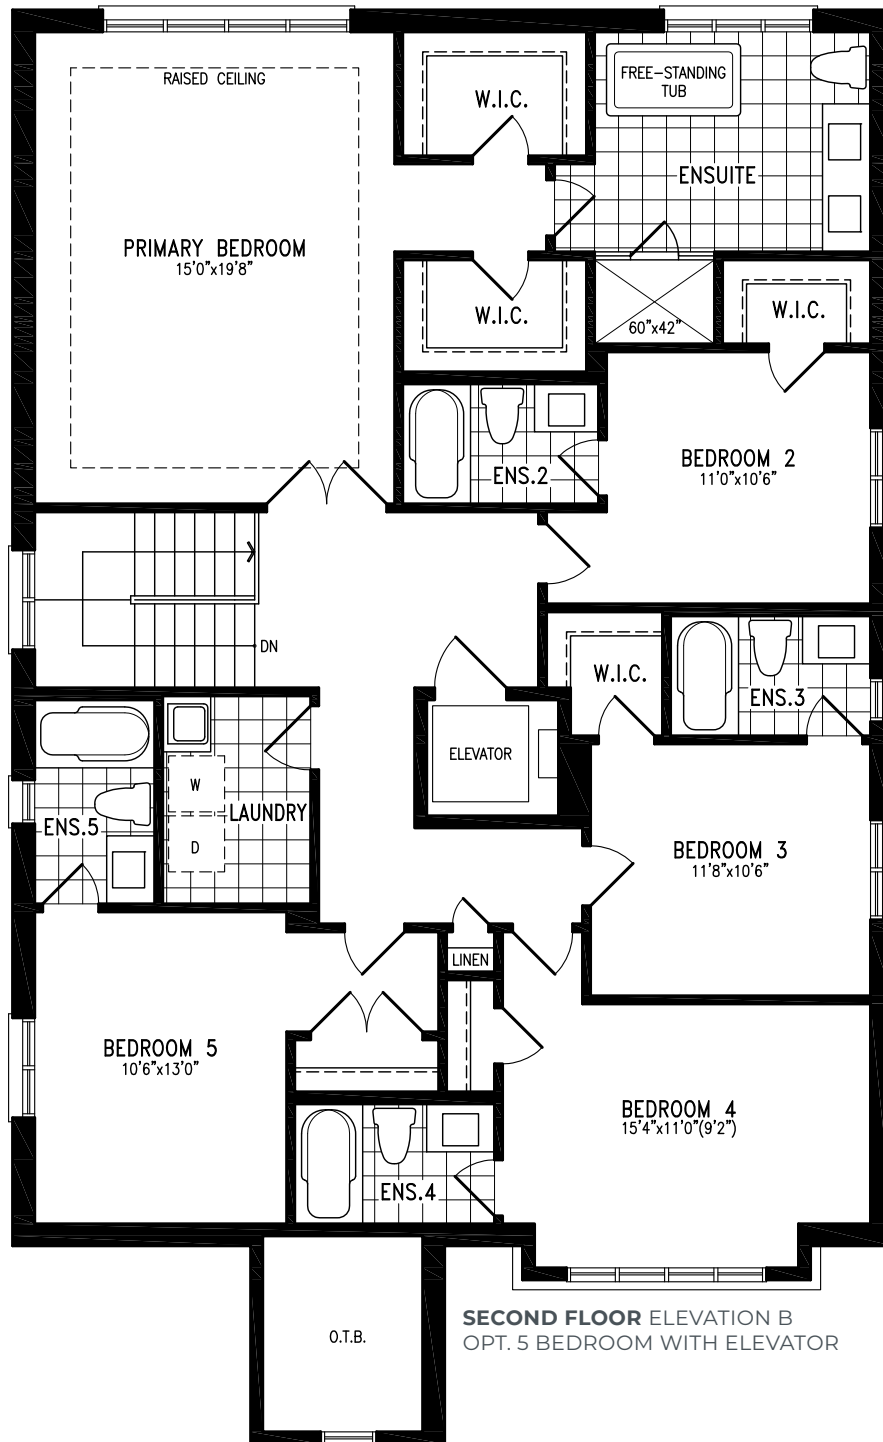 RAISED CEILING
W.I.C.
FREE-STANDING
TUB
ENSUITE
PRIMARY BEDROOM
15'0"x19'8"
W.I.C.
60"x42"
W.I.C.
ENS.2
BEDROOM 2
11'0"x10'6"
DN
W.I.C.
ENS.3
ELEVATOR
W
LAUNDRY
D
ENS.5
BEDROOM 3
11'8"x10'6"
LINEN
BEDROOM 5
10'6"x13'0"
BEDROOM 4
15'4"x11'0"(9'2")
ENS.4
O.T.B.
SECOND FLOOR ELEVATION B
OPT. 5 BEDROOM WITH ELEVATOR